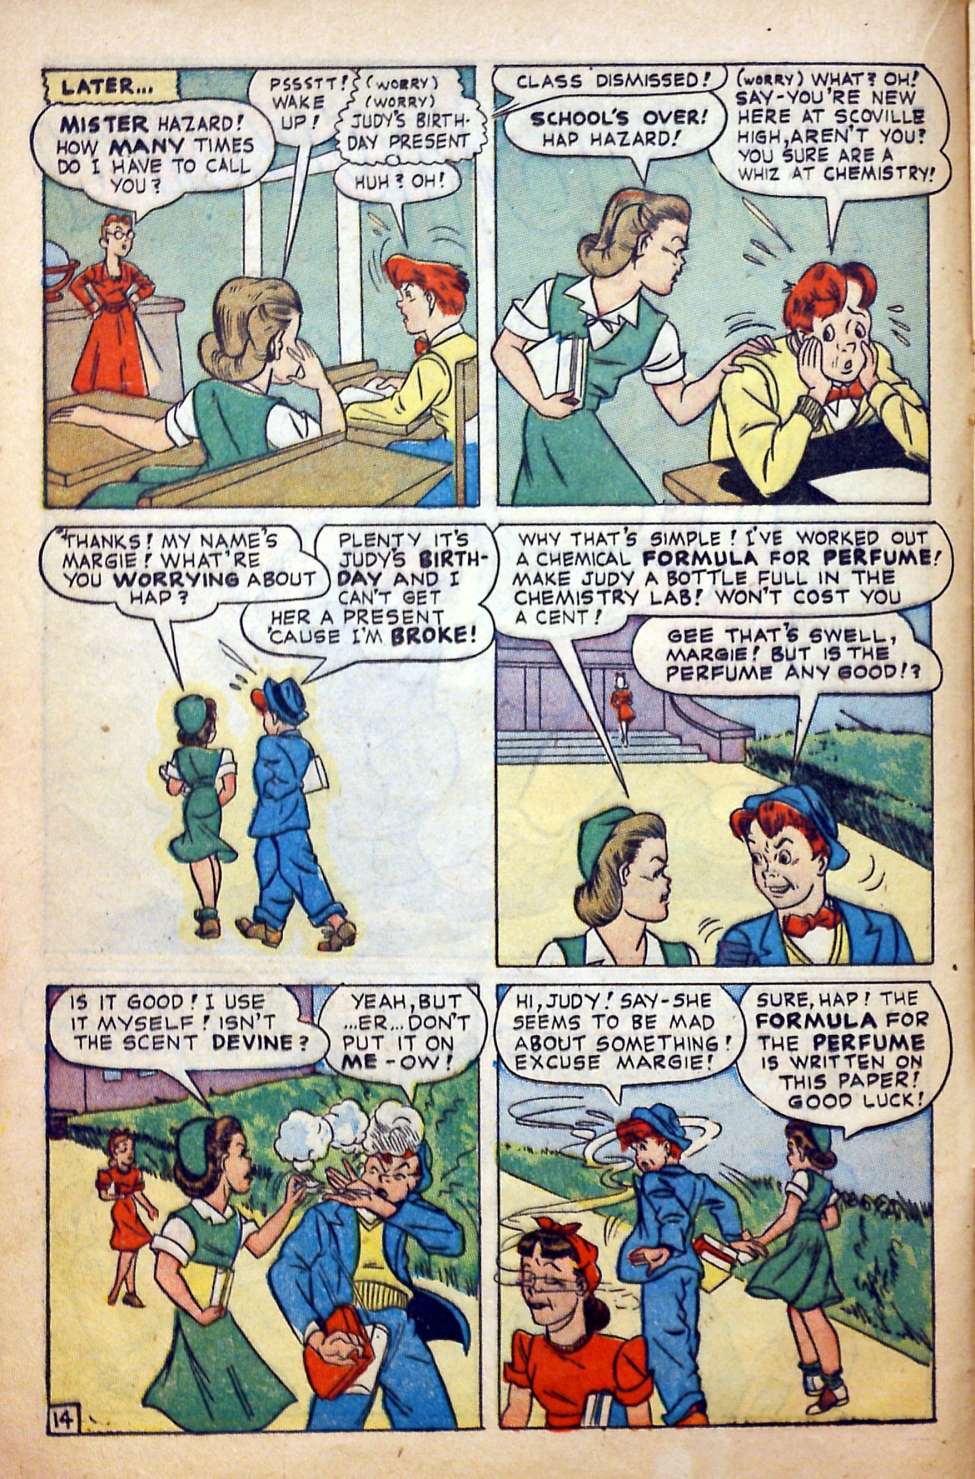 LATER...
MISTER HAZARD!
HOW MANY TIMES
DO I HAVE TO CALL
YOU?
PSSSTT!
WAKE
UP!
(WORRY)
(WORRY)
JUDY'S BIRTH-
DAY PRESENT
HUH? OH!
CLASS DISMISSED!
SCHOOL'S OVER!
HAP HAZARD!
(WORRY) WHAT? OH!
SAY-YOU'RE NEW
HERE AT SCOVILLE
HIGH, AREN'T YOU?
YOU SURE ARE A
WHIZ AT CHEMISTRY!
THANKS! MY NAME'S
MARGIE! WHAT'RE
YOU WORRYING ABOUT
HAP?
PLENTY IT'S
JUDY'S BIRTH-
DAY AND I
CAN'T GET
HER A PRESENT
'CAUSE I'M BROKE!
WHY THAT'S SIMPLE! I'VE WORKED OUT
A CHEMICAL FORMULA FOR PERFUME!
MAKE JUDY A BOTTLE FULL IN THE
CHEMISTRY LAB! WON'T COST YOU
A CENT!
GEE THAT'S SWELL,
MARGIE! BUT IS THE
PERFUME ANY GOOD!?
IS IT GOOD! I USE
IT MYSELF! ISN'T
THE SCENT DEVINE?
YEAH, BUT
...ER... DON'T
PUT IT ON
ME-OW!
HI, JUDY! SAY-SHE
SEEMS TO BE MAD
ABOUT SOMETHING!
EXCUSE MARGIE!
SURE, HAP! THE
FORMULA FOR
THE PERFUME
IS WRITTEN ON
THIS PAPER!
GOOD LUCK!
14